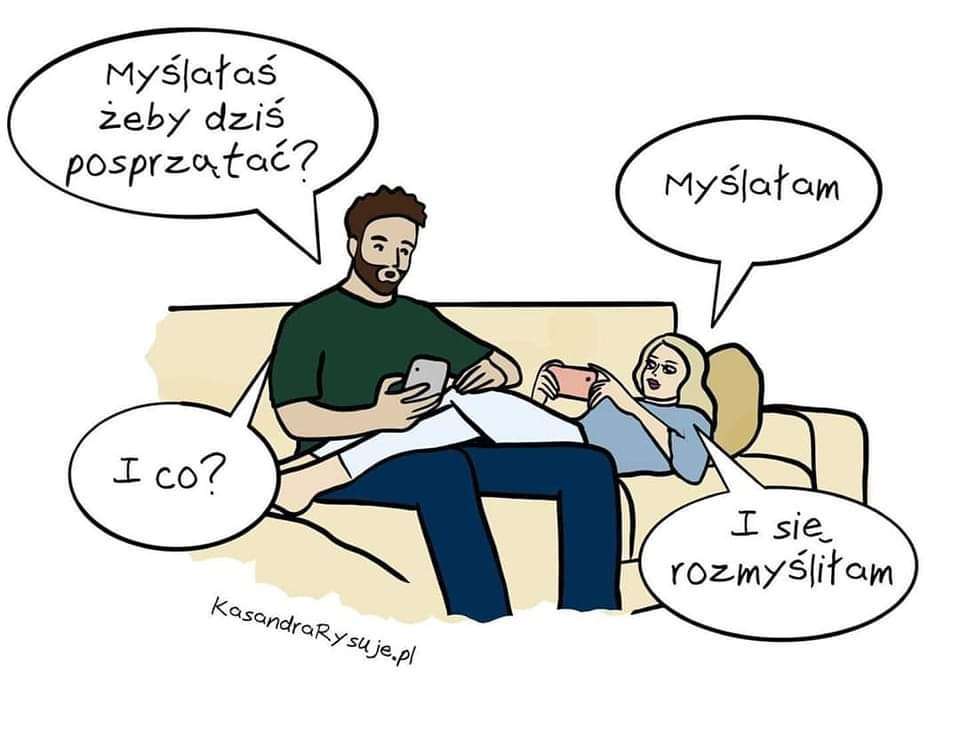 Myślałaś
żeby dziś
posprzątać?
Myślałam
I co?
I się
rozmyśliłam
KasandraRysuje.pl